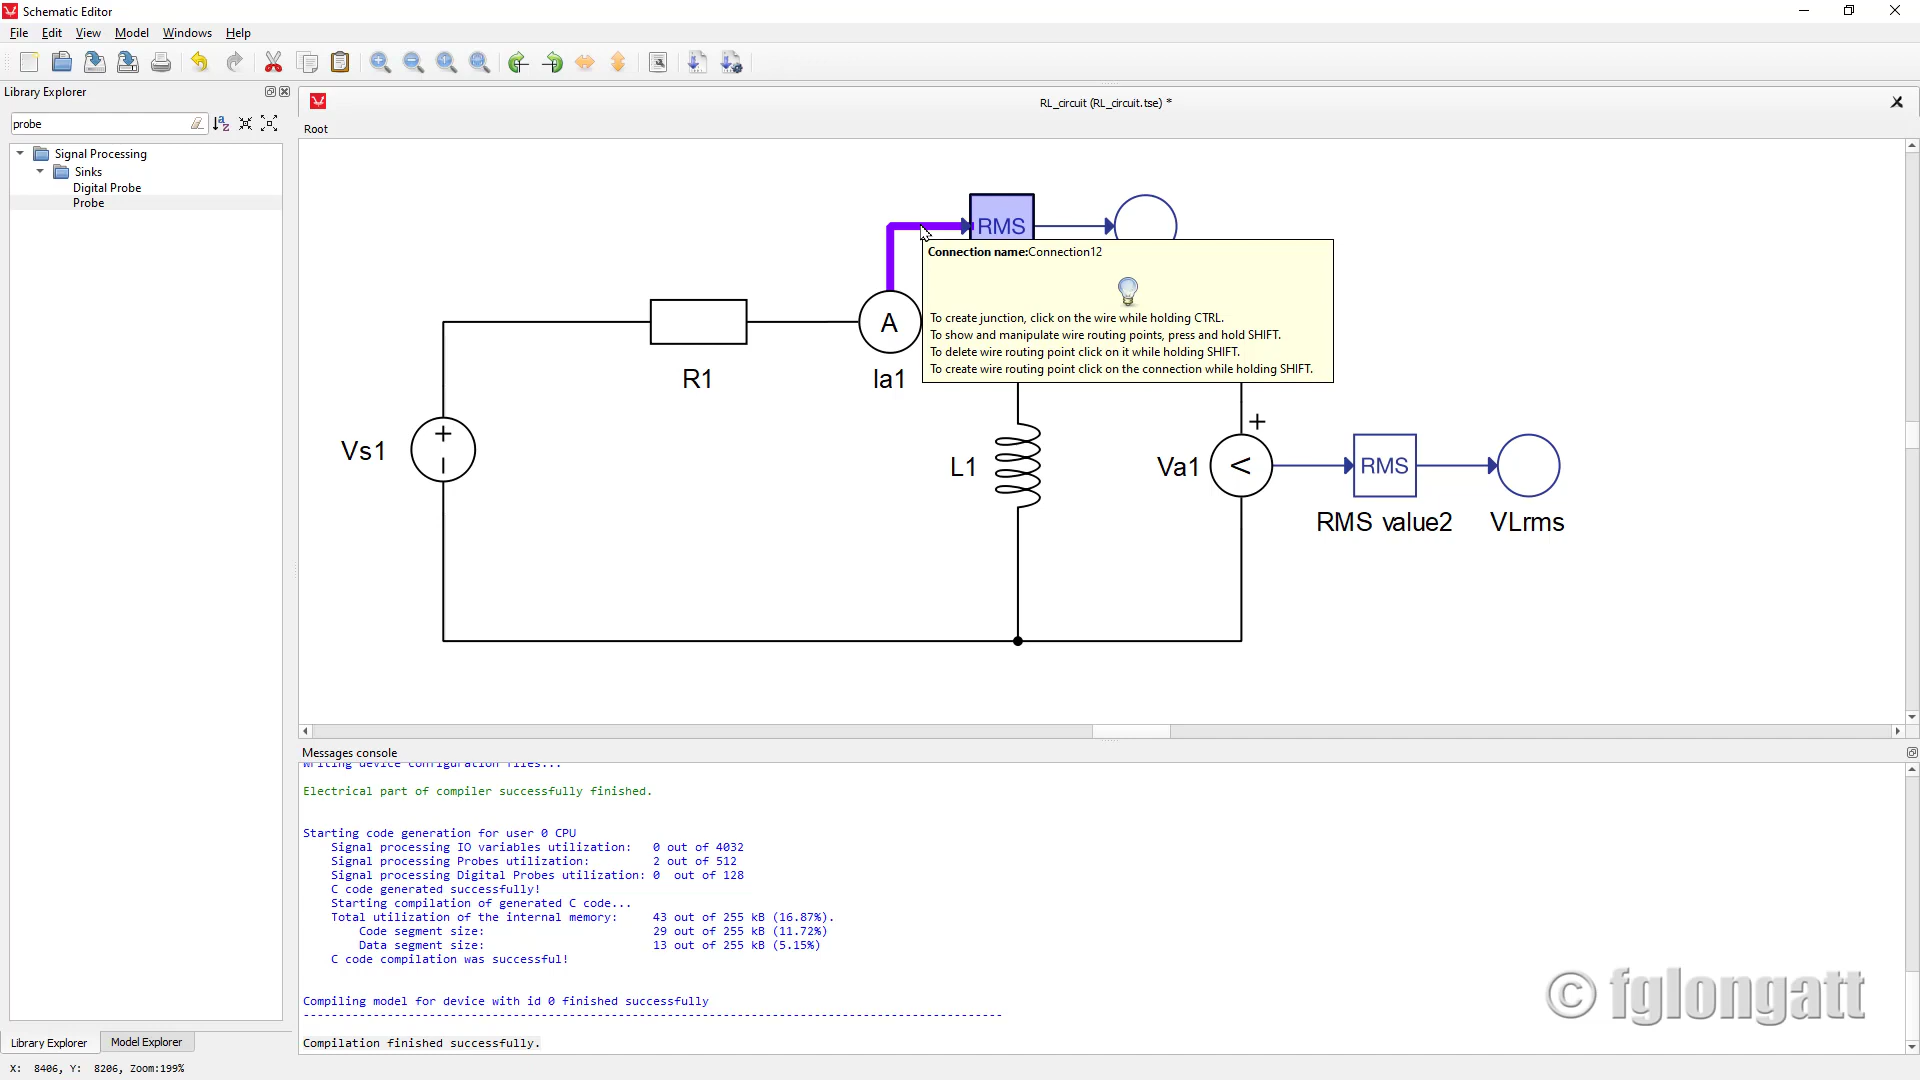 Schematic Editor
File Edit View Model Windows Help
Library Explorer
RL_circuit (RL_circuit.tse) *
probe
Root
Signal Processing
Sinks
Digital Probe
Probe
RMS
Connection name:Connection12
To create junction, click on the wire while holding CTRL.
To show and manipulate wire routing points, press and hold SHIFT.
To delete wire routing point click on it while holding SHIFT.
To create wire routing point click on the connection while holding SHIFT.
A
R1
Ia1
+
Vs1
+
L1
Va1
<
RMS
RMS value2
VLrms
Messages console
Writing device configuration files...
Electrical part of compiler successfully finished.
Starting code generation for user 0 CPU
Signal processing IO variables utilization: 0 out of 4032
Signal processing Probes utilization: 2 out of 512
Signal processing Digital Probes utilization: 0 out of 128
C code generated successfully!
Starting compilation of generated C code...
Total utilization of the internal memory: 43 out of 255 kB (16.87%).
Code segment size: 29 out of 255 kB (11.72%)
Data segment size: 13 out of 255 kB (5.15%)
C code compilation was successful!
Compiling model for device with id 0 finished successfully
Compilation finished successfully.
© fglongatt
Library Explorer
Model Explorer
X: 8406, Y: 8206, Zoom:199%